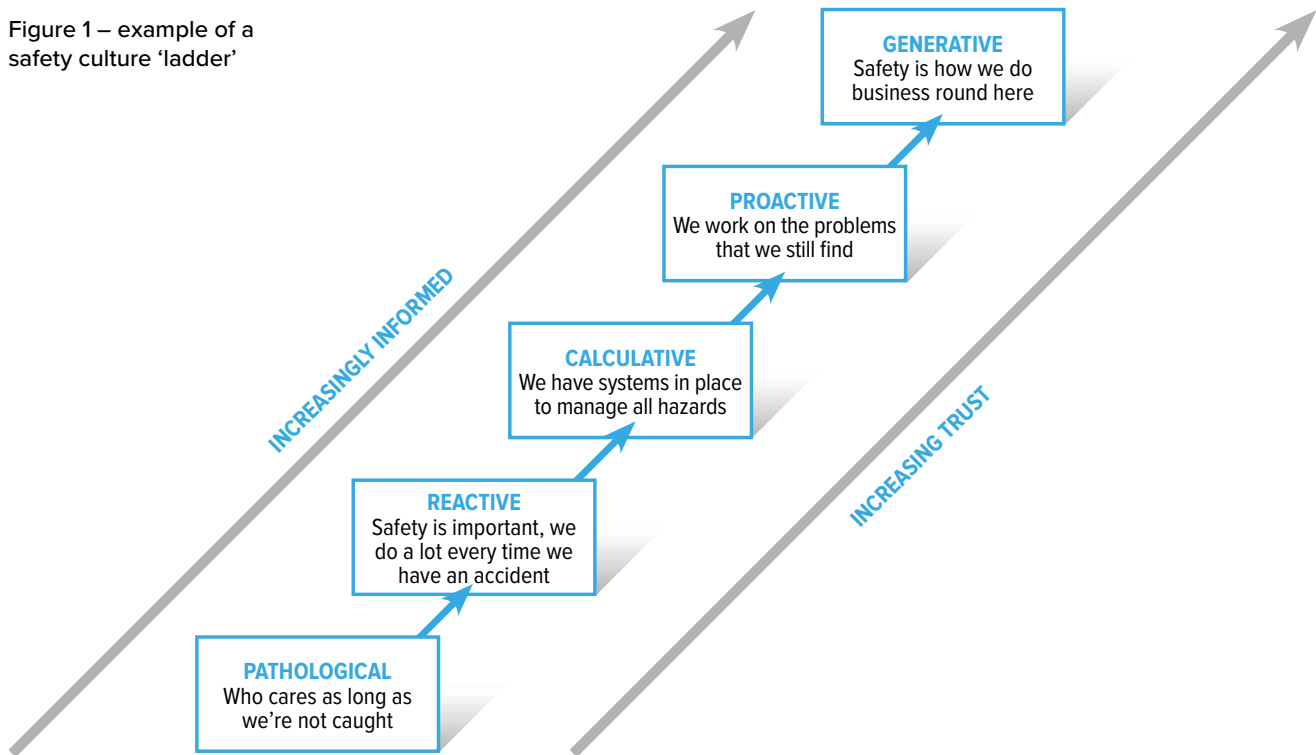 Figure 1 – example of a
safety culture ‘ladder’
GENERATIVE
Safety is how we do
business round here
PROACTIVE
We work on the problems
that we still find
INCREASINGLY INFORMED
CALCULATIVE
We have systems in place
to manage all hazards
INCREASING TRUST
REACTIVE
Safety is important, we
do a lot every time we
have an accident
PATHOLOGICAL
Who cares as long as
we’re not caught